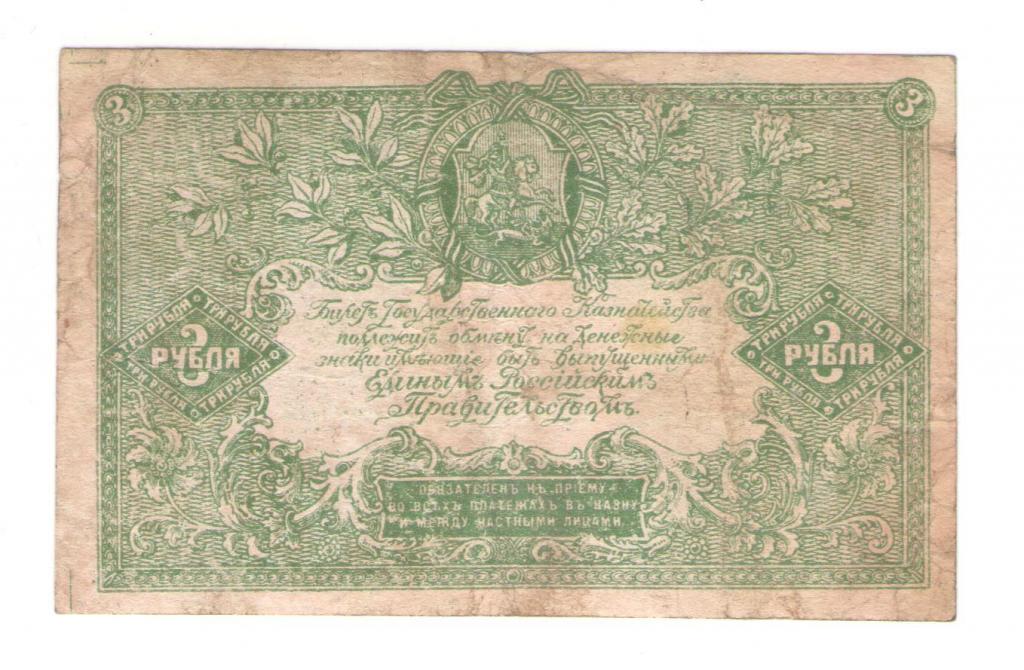 3 3
Билетъ Государственнаго Казначейства
подлежитъ обмѣну на денежные
знаки имѣющіе быть выпущенными
Единымъ Россійскимъ
Правительствомъ.
ТРИ РУБЛЯ ТРИ РУБЛЯ
3 РУБЛЯ
ТРИ РУБЛЯ ТРИ РУБЛЯ
ТРИ РУБЛЯ ТРИ РУБЛЯ
3 РУБЛЯ
ТРИ РУБЛЯ ТРИ РУБЛЯ
ОБЯЗАТЕЛЕНЪ КЪ ПРІЕМУ
ВО ВСѢХЪ ПЛАТЕЖАХЪ ВЪ КАЗНУ
И МЕЖДУ ЧАСТНЫМИ ЛИЦАМИ.